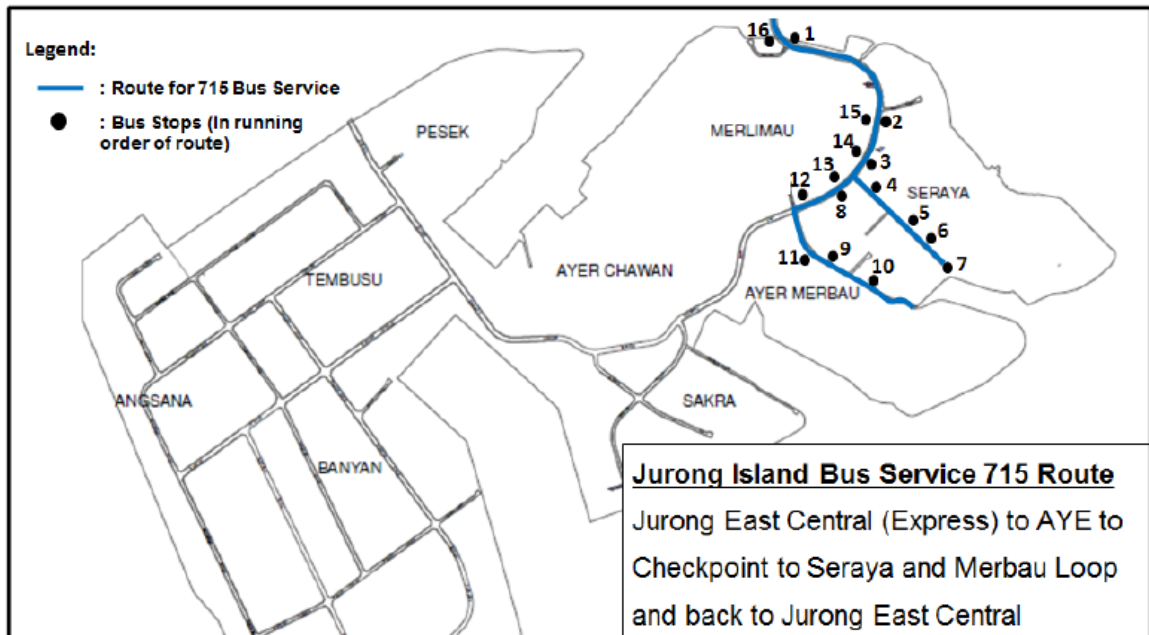 Legend:
: Route for 715 Bus Service
: Bus Stops (In running
order of route)
16
1
PESEK
MERLIMAU
15
2
14
3
13
4
12
8
SERAYA
5
6
9
7
11
10
TEMBUSU
AYER CHAWAN
AYER MERBAU
ANGSANA
SAKRA
BANYAN
Jurong Island Bus Service 715 Route
Jurong East Central (Express) to AYE to
Checkpoint to Seraya and Merbau Loop
and back to Jurong East Central